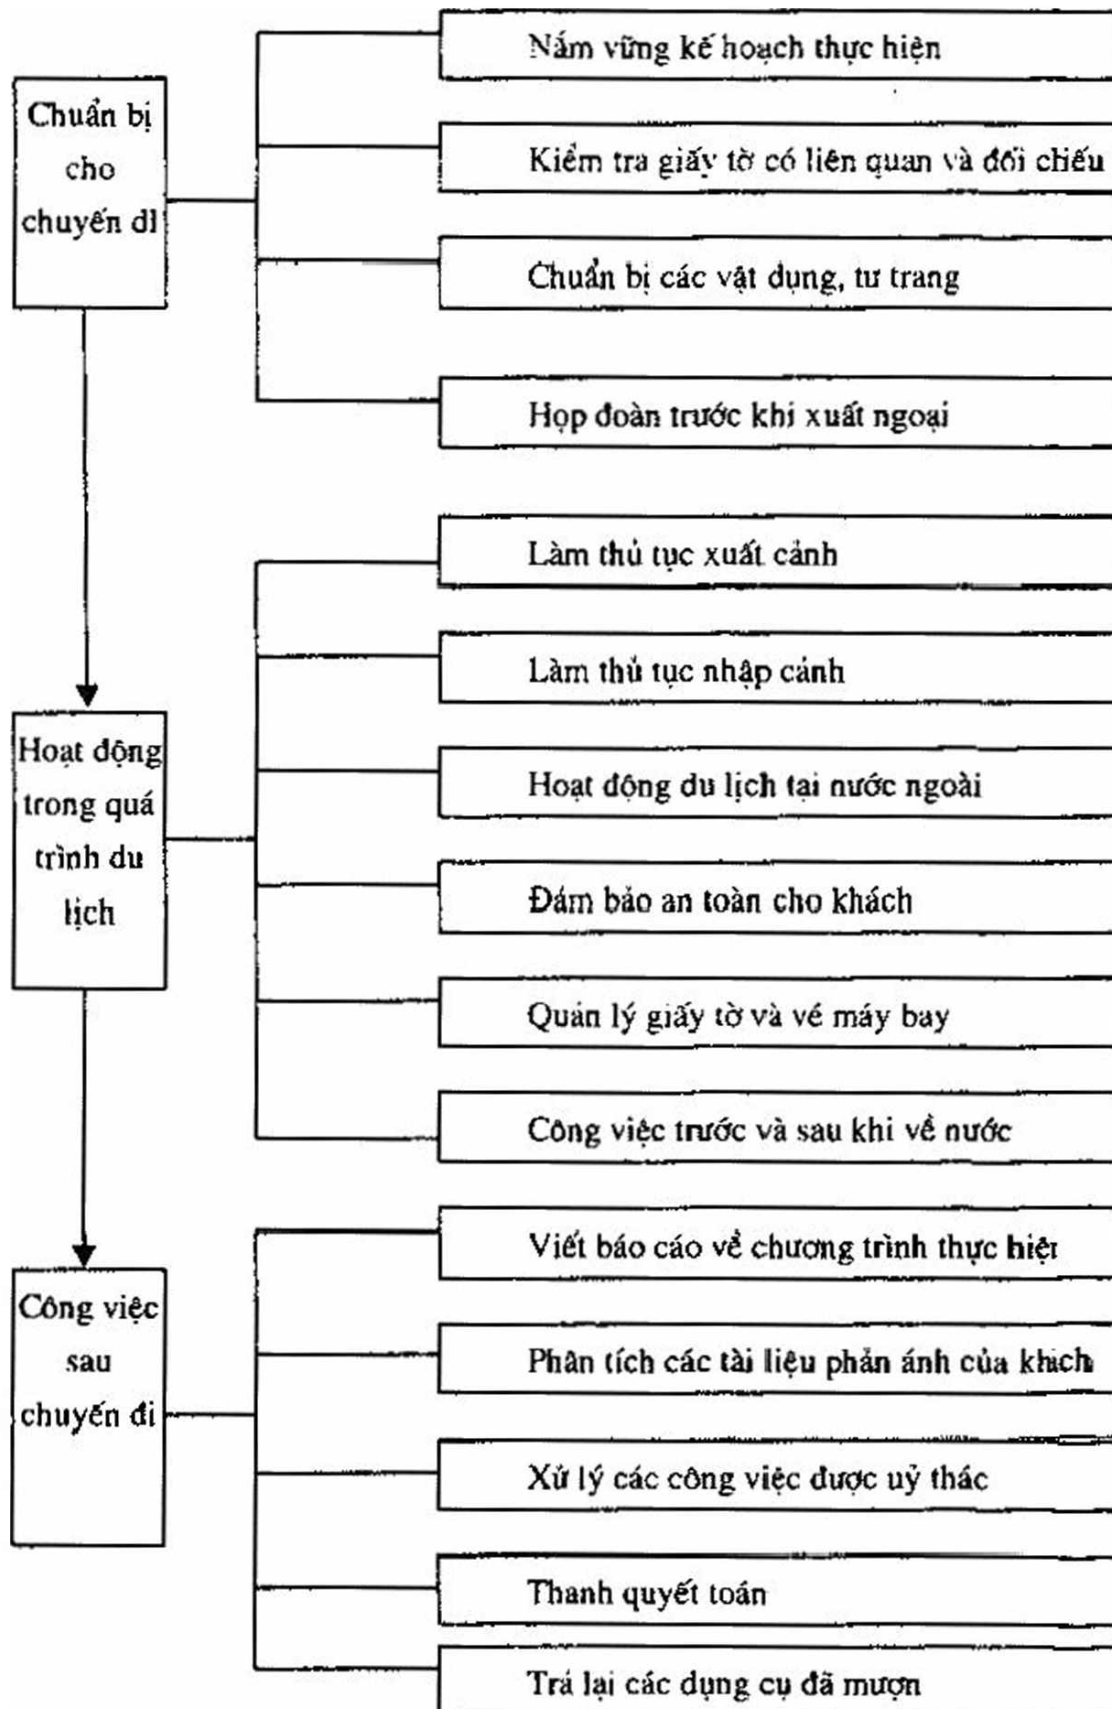 Nắm vững kế hoạch thực hiện
Chuẩn bị
cho
chuyến đi
Kiểm tra giấy tờ có liên quan và đối chiếu
Chuẩn bị các vật dụng, tư trang
Họp đoàn trước khi xuất ngoại
Làm thủ tục xuất cảnh
Làm thủ tục nhập cảnh
Hoạt động
trong quá
trình du
lịch
Hoạt động du lịch tại nước ngoài
Đảm bảo an toàn cho khách
Quản lý giấy tờ và vé máy bay
Công việc trước và sau khi về nước
Viết báo cáo về chương trình thực hiện
Công việc
sau
chuyến đi
Phân tích các tài liệu phản ánh của khách
Xử lý các công việc được uỷ thác
Thanh quyết toán
Trả lại các dụng cụ đã mượn